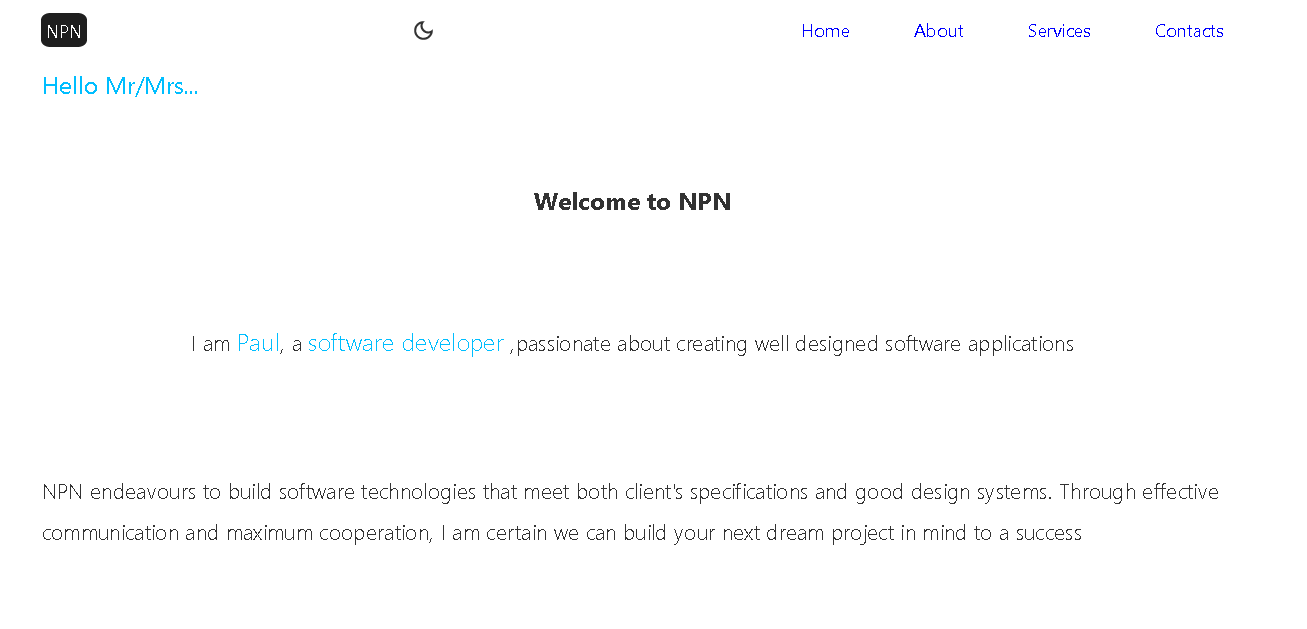 NPN Home About Services Contacts
Hello Mr/Mrs...
Welcome to NPN
I am Paul, a software developer ,passionate about creating well designed software applications
NPN endeavours to build software technologies that meet both client's specifications and good design systems. Through effective
communication and maximum cooperation, I am certain we can build your next dream project in mind to a success